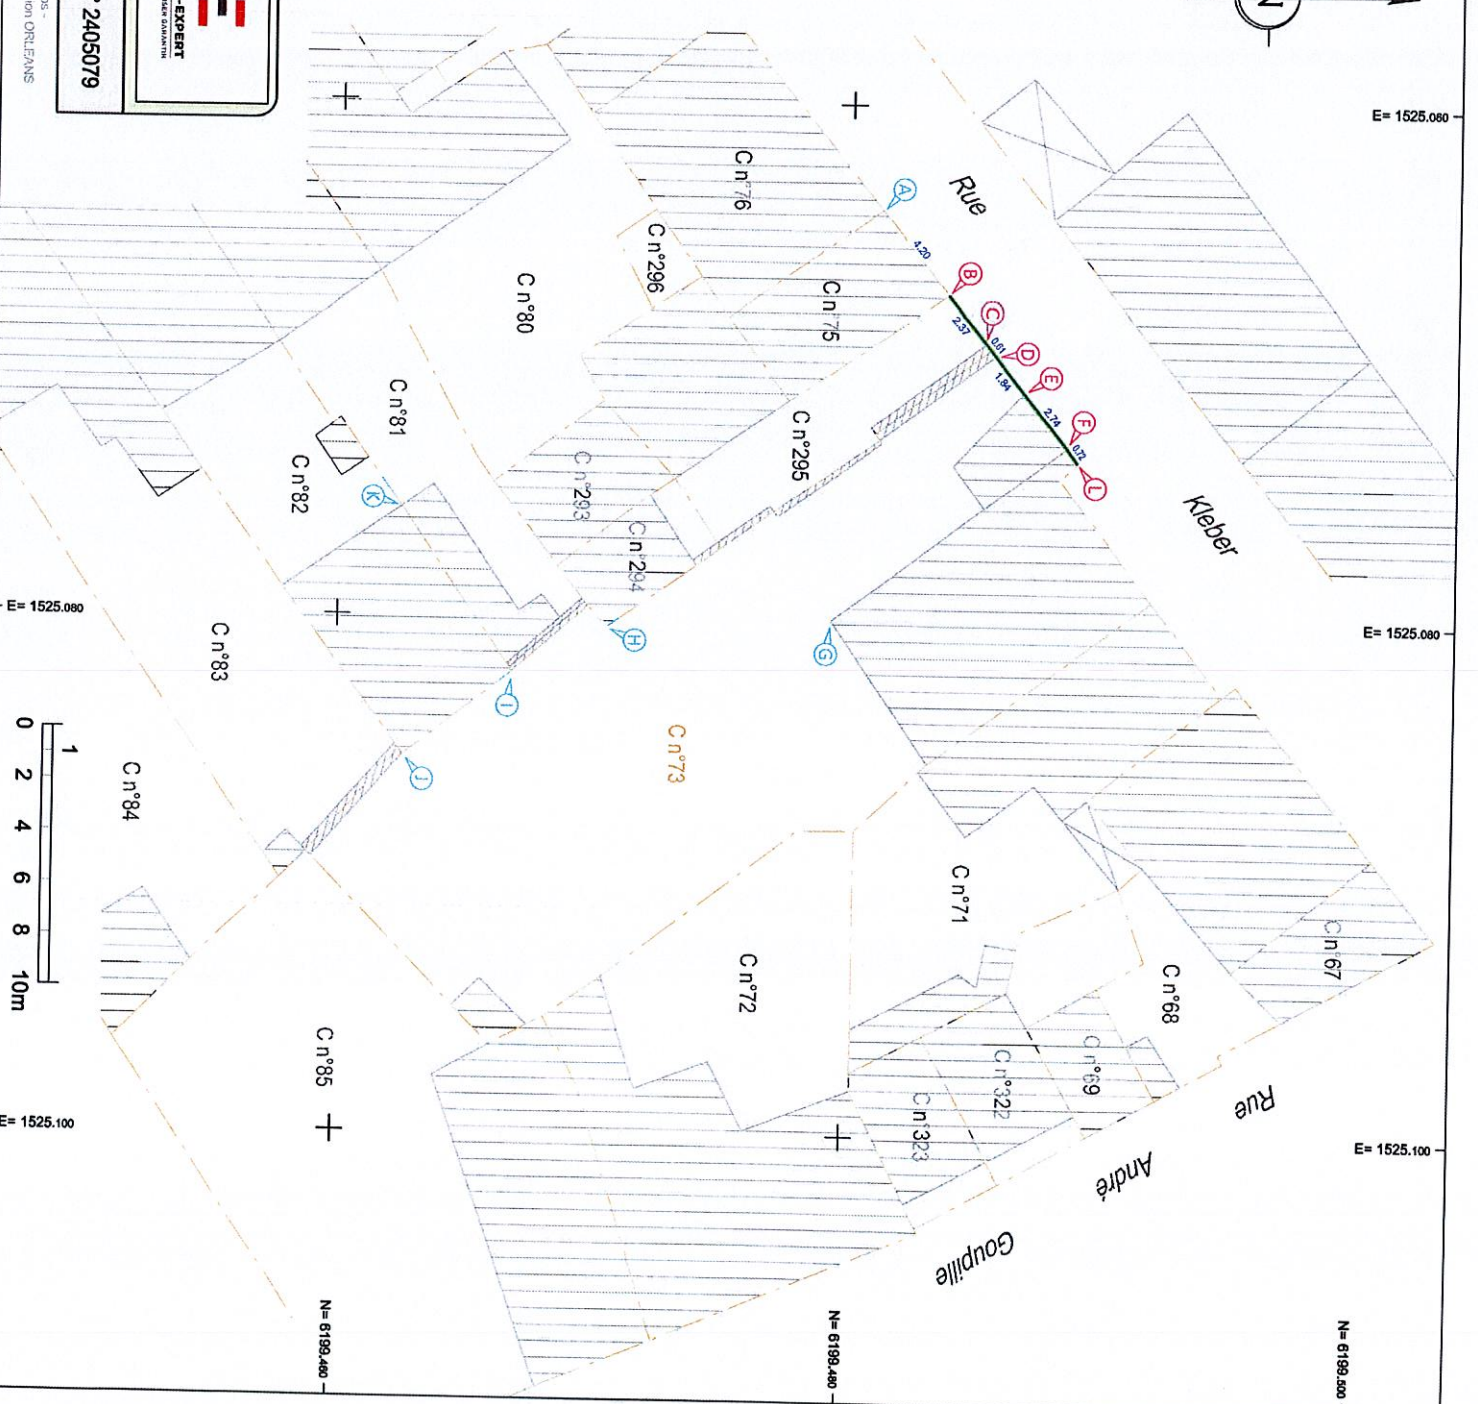 N
E= 1525.060
-EXPERT
° 2405079
on ORLEANS
Rue
Kleber
A
4.20
B
2.37
C
0.61
D
1.84
E
2.74
F
0.72
L
C n°76
C n°296
C n°75
C n°80
C n°295
C n°81
C n°82
K
C n°293
C n°294
E= 1525.080
E= 1525.080
H
G
I
J
C n°83
C n°73
C n°84
C n°71
C n°67
C n°72
C n°68
C n°69
C n°322
C n°323
C n°85
Rue
André
Goupille
E= 1525.100
E= 1525.100
0 1 2 4 6 8 10m
N= 6199.460
N= 6199.480
N= 6199.500